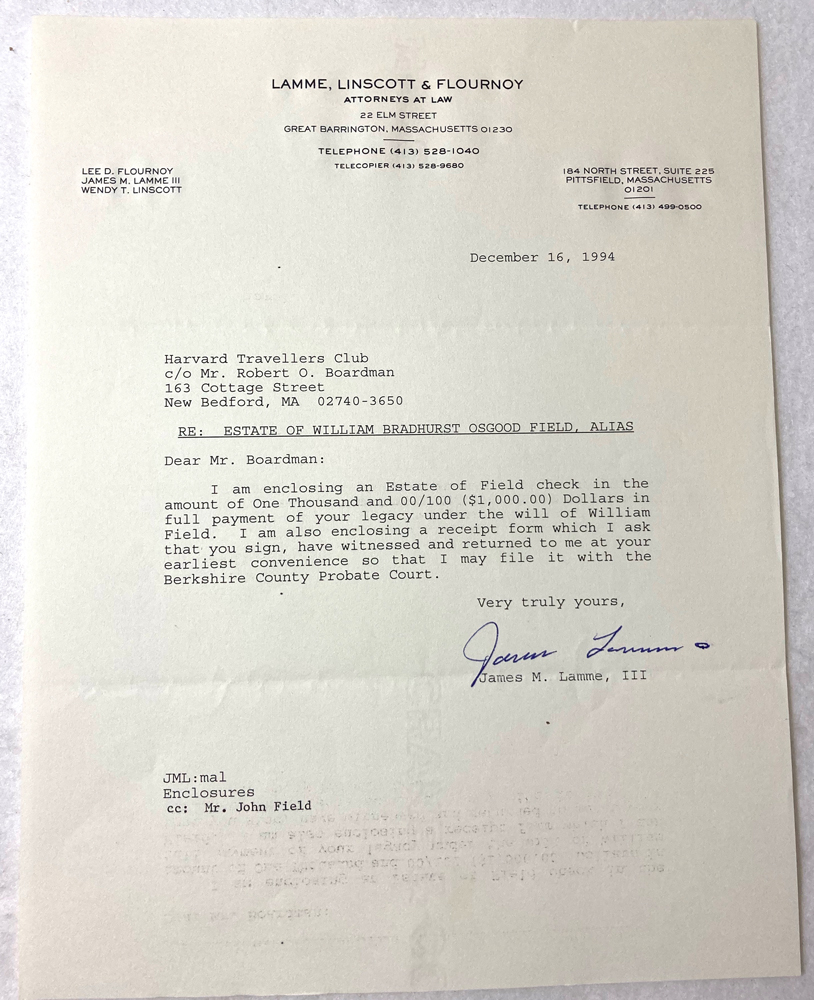 LAMME, LINSCOTT & FLOURNOY
ATTORNEYS AT LAW
22 ELM STREET
GREAT BARRINGTON, MASSACHUSETTS 01230
TELEPHONE (413) 528-1040
TELECOPIER (413) 528-9680
LEE D. FLOURNOY
JAMES M. LAMME III
WENDY T. LINSCOTT
184 NORTH STREET, SUITE 225
PITTSFIELD, MASSACHUSETTS
01201
TELEPHONE (413) 499-0500
December 16, 1994
Harvard Travellers Club
c/o Mr. Robert O. Boardman
163 Cottage Street
New Bedford, MA 02740-3650
RE: ESTATE OF WILLIAM BRADHURST OSGOOD FIELD, ALIAS
Dear Mr. Boardman:
I am enclosing an Estate of Field check in the
amount of One Thousand and 00/100 ($1,000.00) Dollars in
full payment of your legacy under the will of William
Field. I am also enclosing a receipt form which I ask
that you sign, have witnessed and returned to me at your
earliest convenience so that I may file it with the
Berkshire County Probate Court.
Very truly yours,
James Lamme
James M. Lamme, III
JML:mal
Enclosures
cc: Mr. John Field